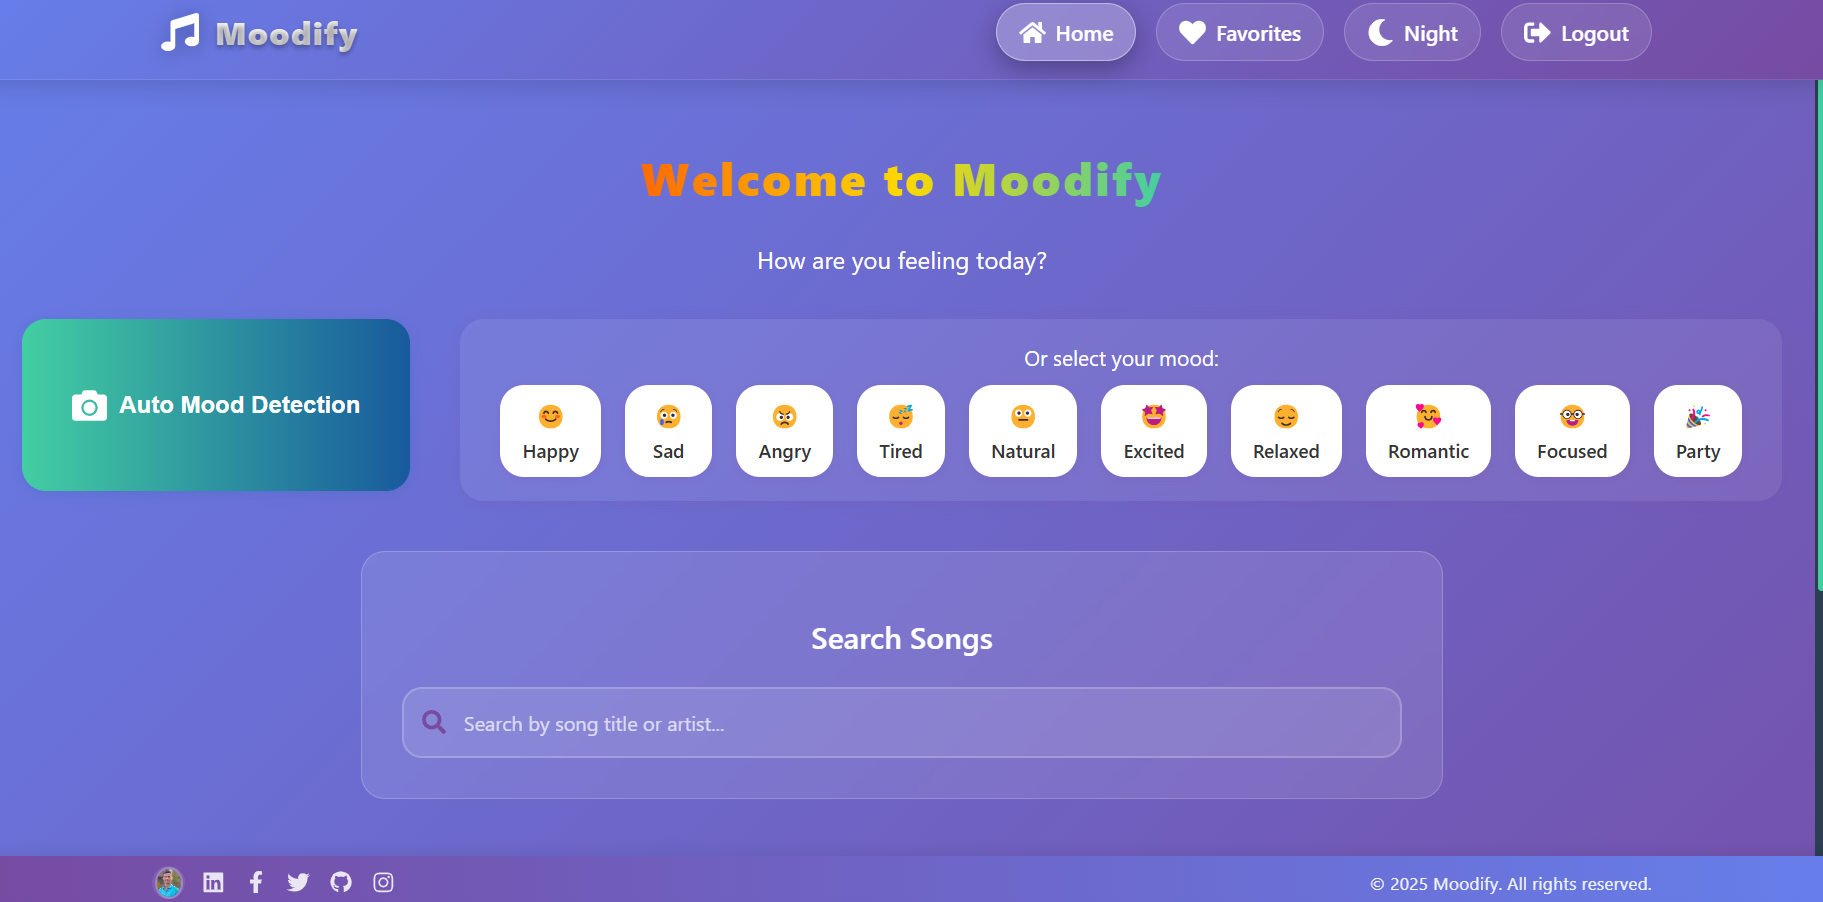 Moodify
Home
Favorites
Night
Logout
Welcome to Moodify
How are you feeling today?
Auto Mood Detection
Or select your mood:
Happy
Sad
Angry
Tired
Natural
Excited
Relaxed
Romantic
Focused
Party
Search Songs
Search by song title or artist...
© 2025 Moodify. All rights reserved.